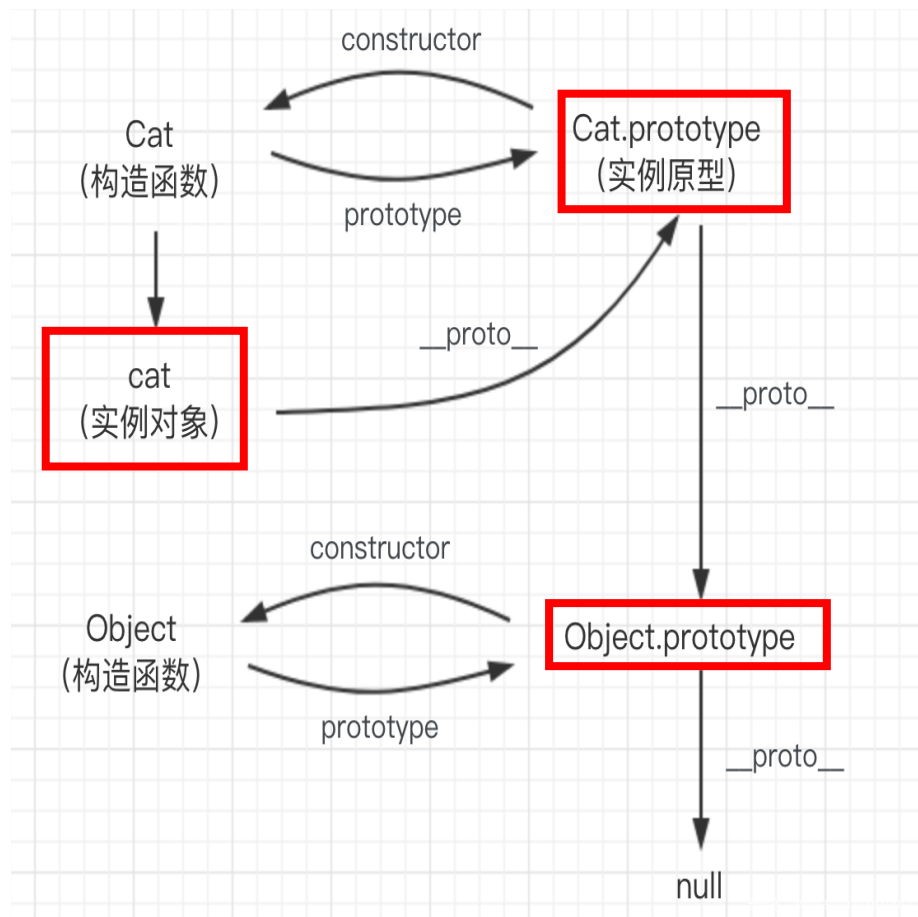 constructor
Cat
(构造函数)
Cat.prototype
(实例原型)
prototype
cat
(实例对象)
__proto__
__proto__
constructor
Object
(构造函数)
Object.prototype
prototype
__proto__
null